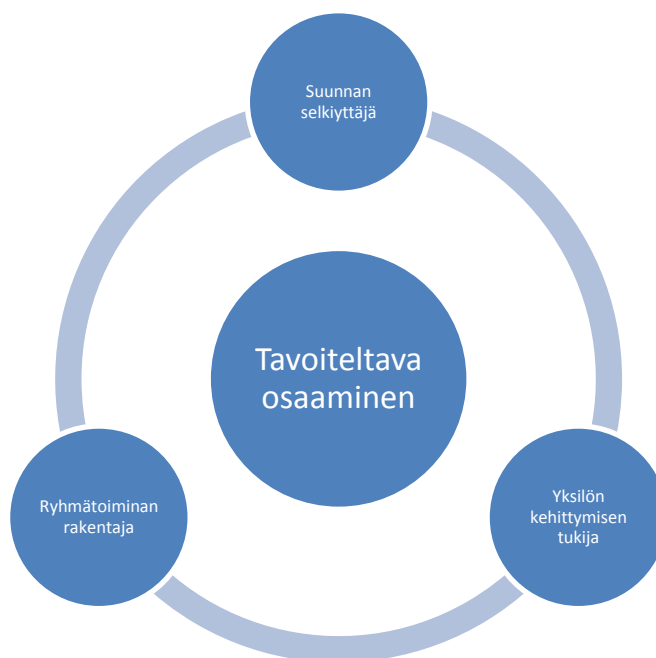 Suunnan
selkiyttäjä
Tavoiteltava
osaaminen
Ryhmätoiminan
rakentaja
Yksilön
kehittymisen
tukija